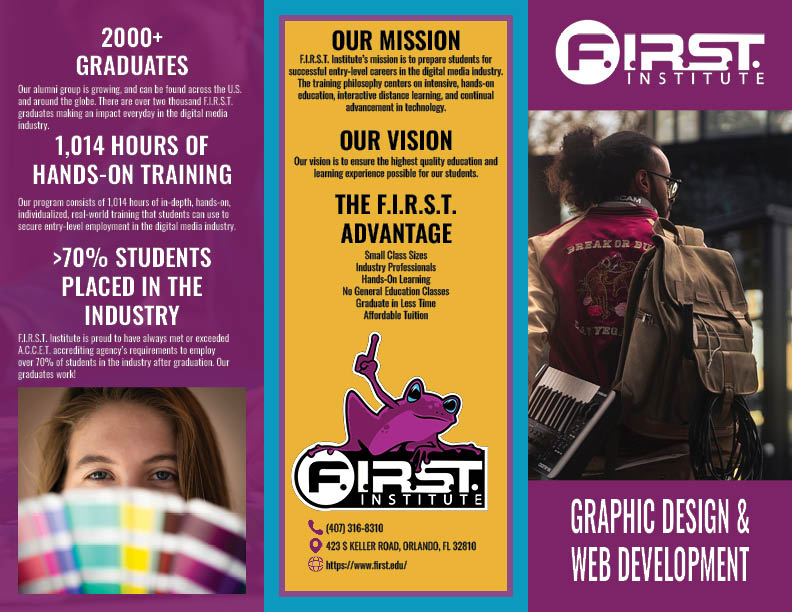 2000+
GRADUATES
Our alumni group is growing, and can be found across the U.S.
and around the globe. There are over two thousand F.I.R.S.T.
graduates making an impact everyday in the digital media
industry.
1,014 HOURS OF
HANDS-ON TRAINING
Our program consists of 1,014 hours of in-depth, hands-on,
individualized, real-world training that students can use to
secure entry-level employment in the digital media industry.
>70% STUDENTS
PLACED IN THE
INDUSTRY
F.I.R.S.T. Institute is proud to have always met or exceeded
A.C.C.E.T. accrediting agency's requirements to employ
over 70% of students in the industry after graduation. Our
graduates work!
OUR MISSION
F.I.R.S.T. Institute's mission is to prepare students for
successful entry-level careers in the digital media industry.
The training philosophy centers on intensive, hands-on
education, interactive distance learning, and continual
advancement in technology.
OUR VISION
Our vision is to ensure the highest quality education and
learning experience possible for our students.
THE F.I.R.S.T.
ADVANTAGE
Small Class Sizes
Industry Professionals
Hands-On Learning
No General Education Classes
Graduate in Less Time
Affordable Tuition
F.I.R.S.T.
INSTITUTE
(407) 316-8310
423 S KELLER ROAD, ORLANDO, FL 32810
https://www.first.edu/
F.I.R.S.T.
INSTITUTE
BREAK OR
VEGAS
GRAPHIC DESIGN &
WEB DEVELOPMENT